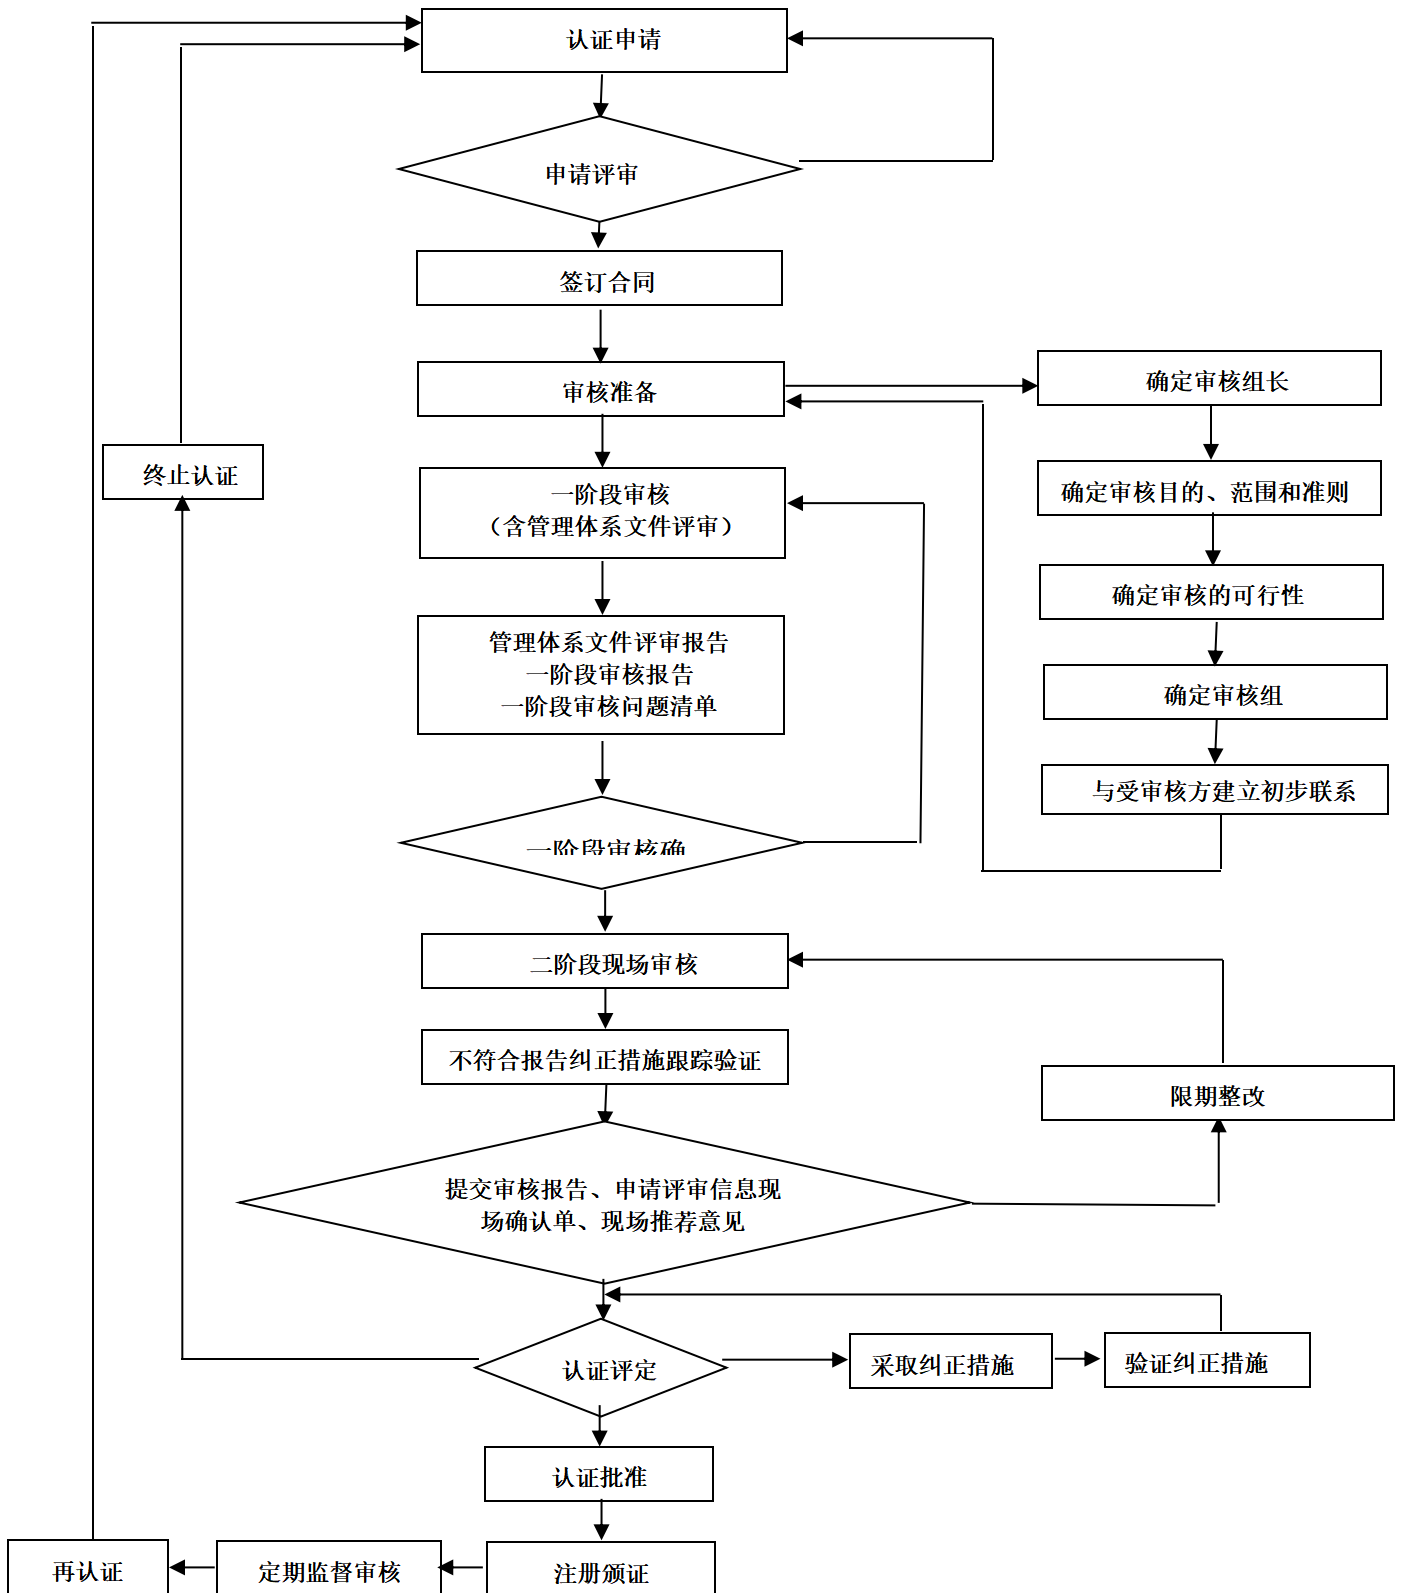 认证申请
申请评审
签订合同
审核准备
确定审核组长
终止认证
一阶段审核
（含管理体系文件评审）
确定审核目的、范围和准则
确定审核的可行性
管理体系文件评审报告
一阶段审核报告
一阶段审核问题清单
确定审核组
与受审核方建立初步联系
一阶段审核确
二阶段现场审核
不符合报告纠正措施跟踪验证
限期整改
提交审核报告、申请评审信息现
场确认单、现场推荐意见
认证评定
采取纠正措施
验证纠正措施
认证批准
再认证
定期监督审核
注册颁证